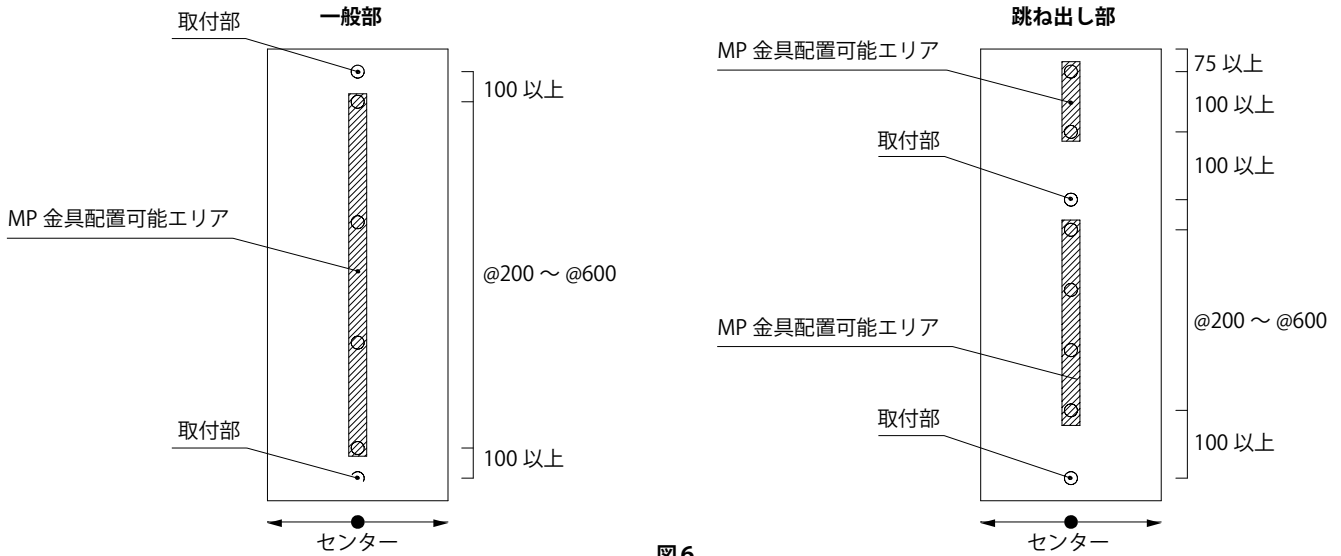 一般部
取付部
100 以上
MP 金具配置可能エリア
@200 ～ @600
取付部
100 以上
センター
跳ね出し部
MP 金具配置可能エリア
75 以上
100 以上
取付部
100 以上
MP 金具配置可能エリア
@200 ～ @600
取付部
100 以上
センター
図6